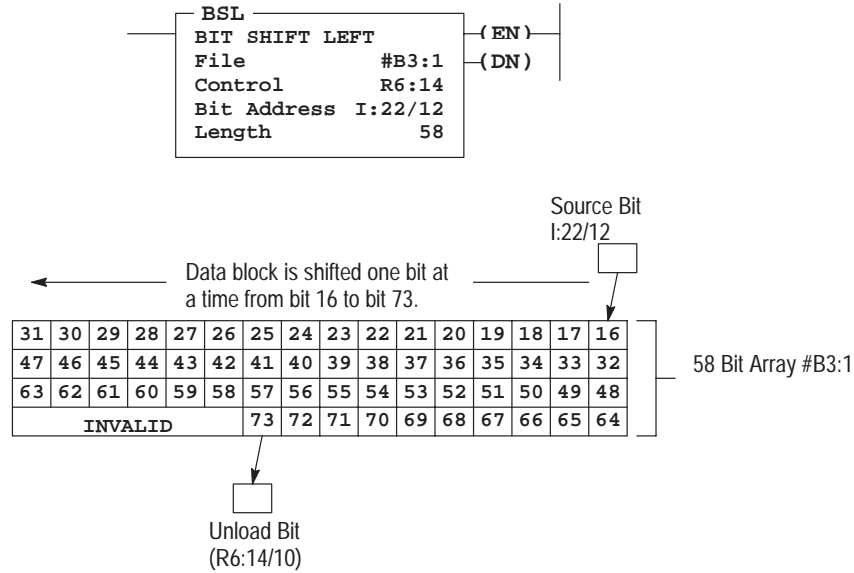 BSL
BIT SHIFT LEFT
File #B3:1
Control R6:14
Bit Address I:22/12
Length 58
(EN)
(DN)
Source Bit
I:22/12
Data block is shifted one bit at
a time from bit 16 to bit 73.
31 30 29 28 27 26 25 24 23 22 21 20 19 18 17 16
47 46 45 44 43 42 41 40 39 38 37 36 35 34 33 32
63 62 61 60 59 58 57 56 55 54 53 52 51 50 49 48
INVALID 73 72 71 70 69 68 67 66 65 64
58 Bit Array #B3:1
Unload Bit
(R6:14/10)